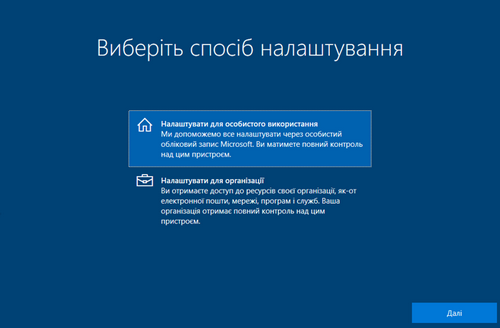 Виберіть спосіб налаштування
Налаштувати для особистого використання
Ми допоможемо все налаштувати через особистий
обліковий запис Microsoft. Ви матимете повний контроль
над цим пристроєм.
Налаштувати для організації
Ви отримаєте доступ до ресурсів своєї організації, як-от
електронної пошти, мережі, програм і служб. Ваша
організація отримає повний контроль над цим
пристроєм.
Далі